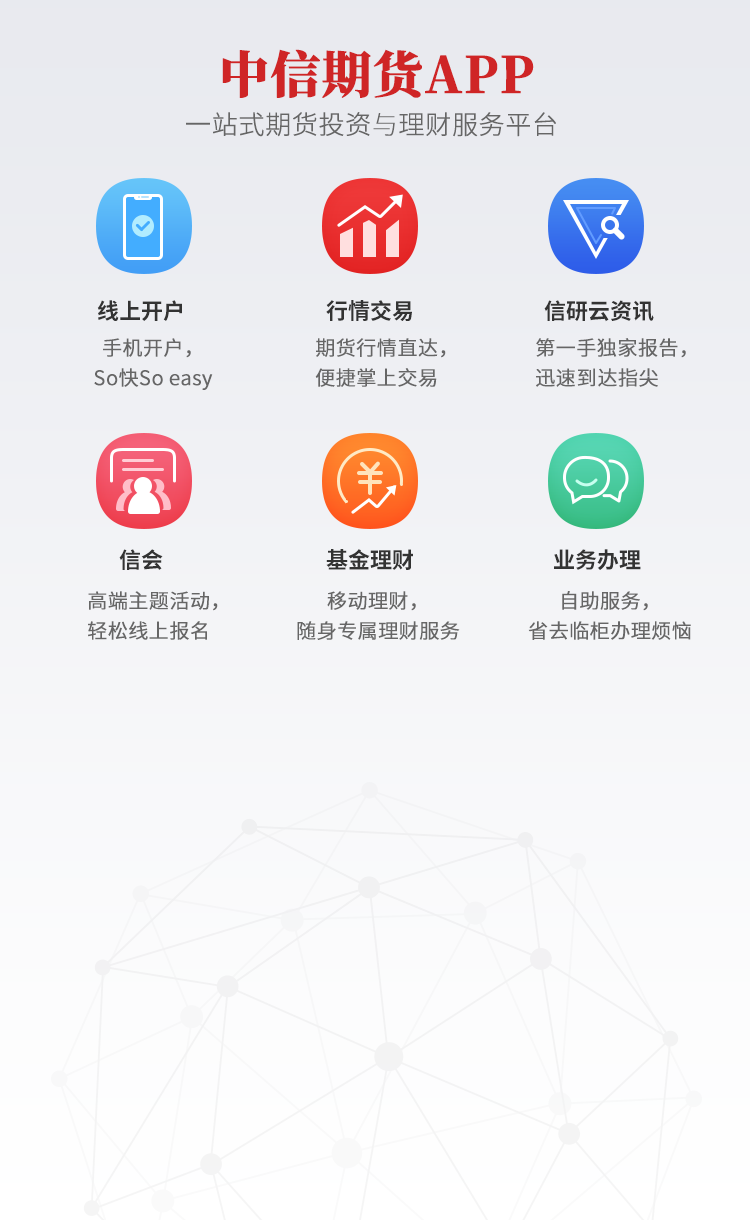 中信期货APP
一站式期货投资与理财服务平台
线上开户
行情交易
信研云资讯
手机开户,
So快So easy
期货行情直达,
便捷掌上交易
第一手独家报告,
迅速到达指尖
信会
基金理财
业务办理
高端主题活动,
轻松线上报名
移动理财,
随身专属理财服务
自助服务,
省去临柜办理烦恼